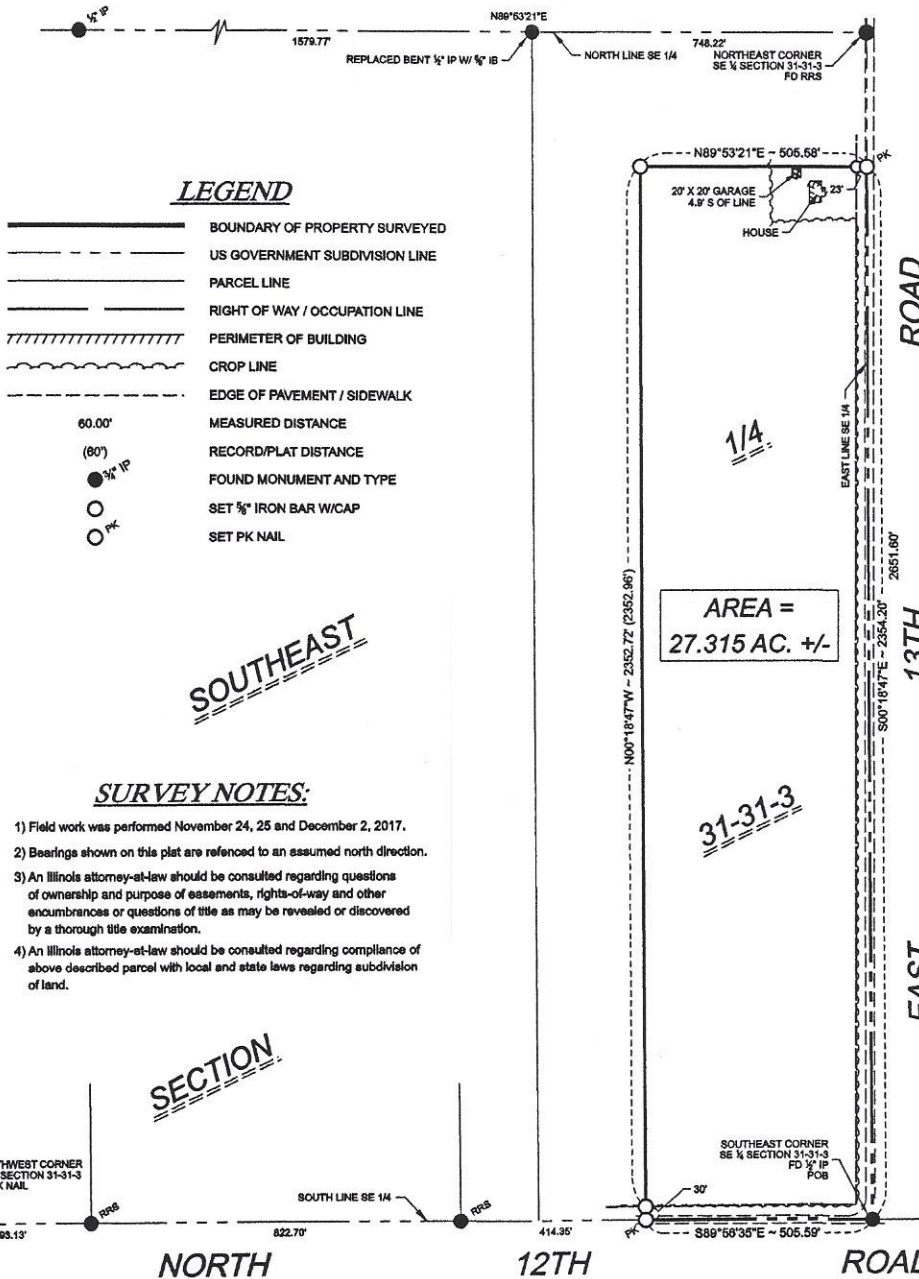 ½" IP
N89°53'21"E
1579.77'
748.22'
REPLACED BENT ½" IP W/ ⅝" IB
NORTH LINE SE 1/4
NORTHEAST CORNER
SE ¼ SECTION 31-31-3
FD RRS
N89°53'21"E ~ 505.58'
PK
20' X 20' GARAGE
4.9' S OF LINE
23'
HOUSE
LEGEND
BOUNDARY OF PROPERTY SURVEYED
US GOVERNMENT SUBDIVISION LINE
PARCEL LINE
RIGHT OF WAY / OCCUPATION LINE
PERIMETER OF BUILDING
CROP LINE
EDGE OF PAVEMENT / SIDEWALK
60.00' MEASURED DISTANCE
(60') RECORD/PLAT DISTANCE
¾" IP FOUND MONUMENT AND TYPE
SET ⅝" IRON BAR W/CAP
PK SET PK NAIL
ROAD
EAST LINE SE 1/4
1/4
2651.60'
N00°18'47"W ~ 2352.72' (2352.96')
S00°18'47"E ~ 2354.20'
13TH
AREA =
27.315 AC. +/-
SOUTHEAST
31-31-3
SURVEY NOTES:
1) Field work was performed November 24, 25 and December 2, 2017.
2) Bearings shown on this plat are refenced to an assumed north direction.
3) An Illinois attorney-at-law should be consulted regarding questions
of ownership and purpose of easements, rights-of-way and other
encumbrances or questions of title as may be revealed or discovered
by a thorough title examination.
4) An Illinois attorney-at-law should be consulted regarding compliance of
above described parcel with local and state laws regarding subdivision
of land.
EAST
SECTION
THWEST CORNER
SECTION 31-31-3
K NAIL
SOUTHEAST CORNER
SE ¼ SECTION 31-31-3
FD ½" IP
POB
RRS
SOUTH LINE SE 1/4
RRS
30'
PK
93.13'
822.70'
414.35'
S89°56'35"E ~ 505.59'
NORTH 12TH ROAD